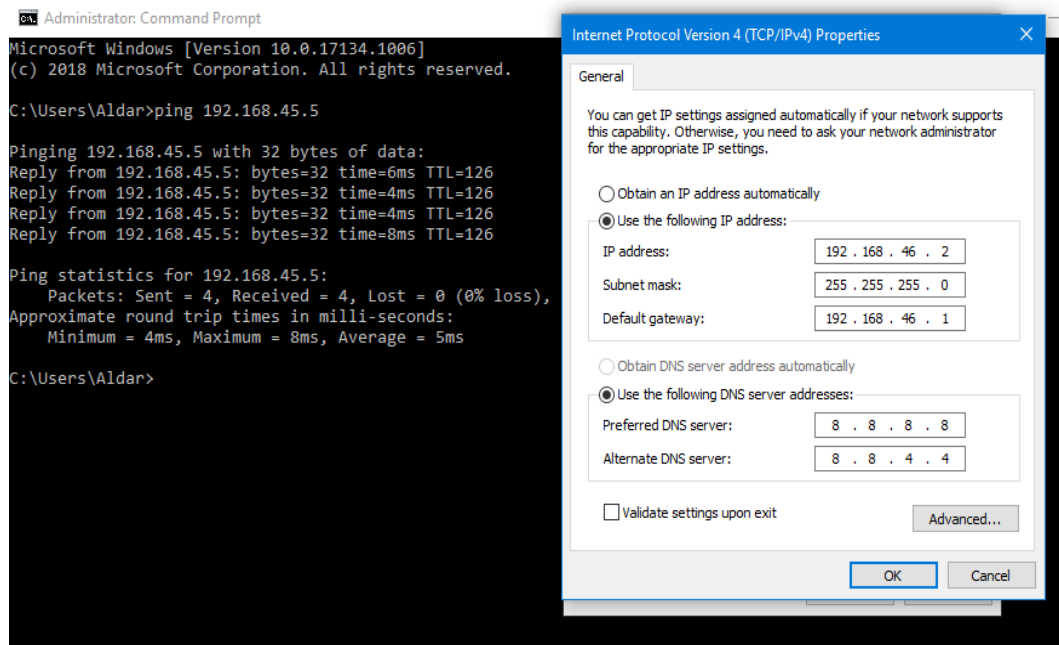 Administrator: Command Prompt
Microsoft Windows [Version 10.0.17134.1006]
(c) 2018 Microsoft Corporation. All rights reserved.
C:\Users\Aldar>ping 192.168.45.5
Pinging 192.168.45.5 with 32 bytes of data:
Reply from 192.168.45.5: bytes=32 time=6ms TTL=126
Reply from 192.168.45.5: bytes=32 time=4ms TTL=126
Reply from 192.168.45.5: bytes=32 time=4ms TTL=126
Reply from 192.168.45.5: bytes=32 time=8ms TTL=126
Ping statistics for 192.168.45.5:
    Packets: Sent = 4, Received = 4, Lost = 0 (0% loss),
Approximate round trip times in milli-seconds:
    Minimum = 4ms, Maximum = 8ms, Average = 5ms
C:\Users\Aldar>
Internet Protocol Version 4 (TCP/IPv4) Properties
General
You can get IP settings assigned automatically if your network supports
this capability. Otherwise, you need to ask your network administrator
for the appropriate IP settings.
Obtain an IP address automatically
Use the following IP address:
IP address: 192 . 168 . 46 . 2
Subnet mask: 255 . 255 . 255 . 0
Default gateway: 192 . 168 . 46 . 1
Obtain DNS server address automatically
Use the following DNS server addresses:
Preferred DNS server: 8 . 8 . 8 . 8
Alternate DNS server: 8 . 8 . 4 . 4
Validate settings upon exit
Advanced...
OK Cancel